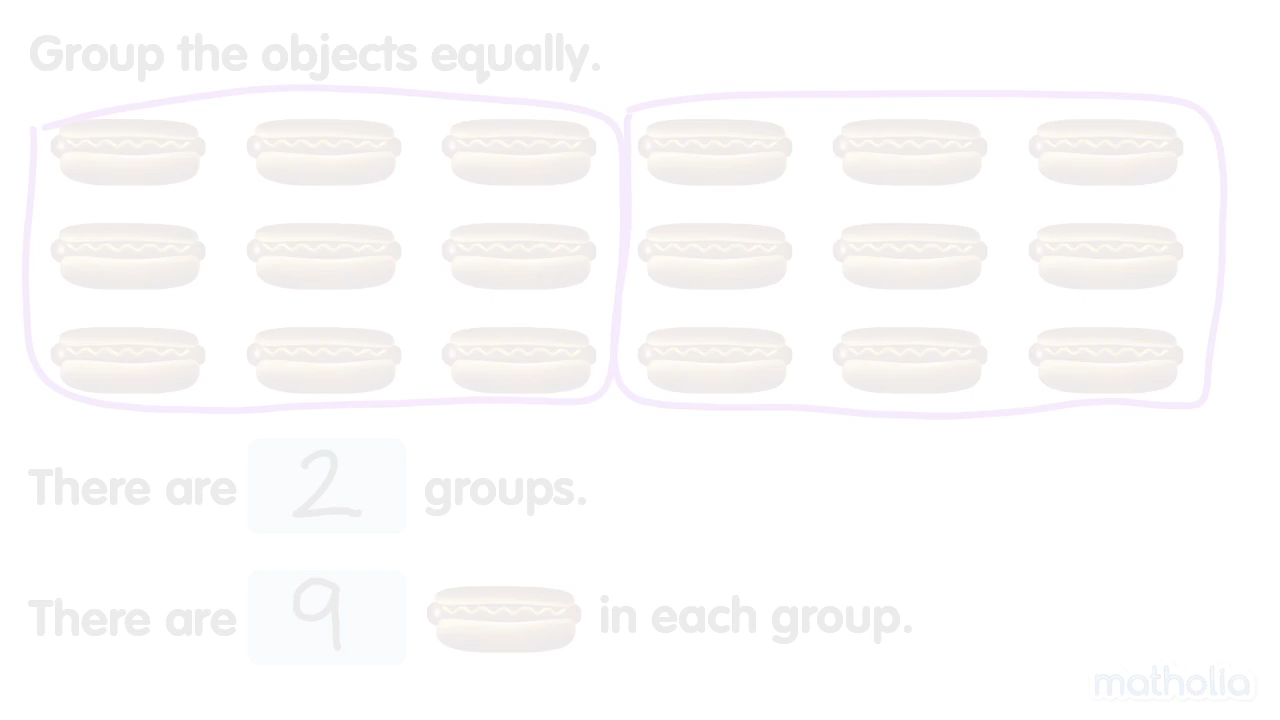 Group the objects equally.
There are 2 groups.
There are 9 in each group.
matholia